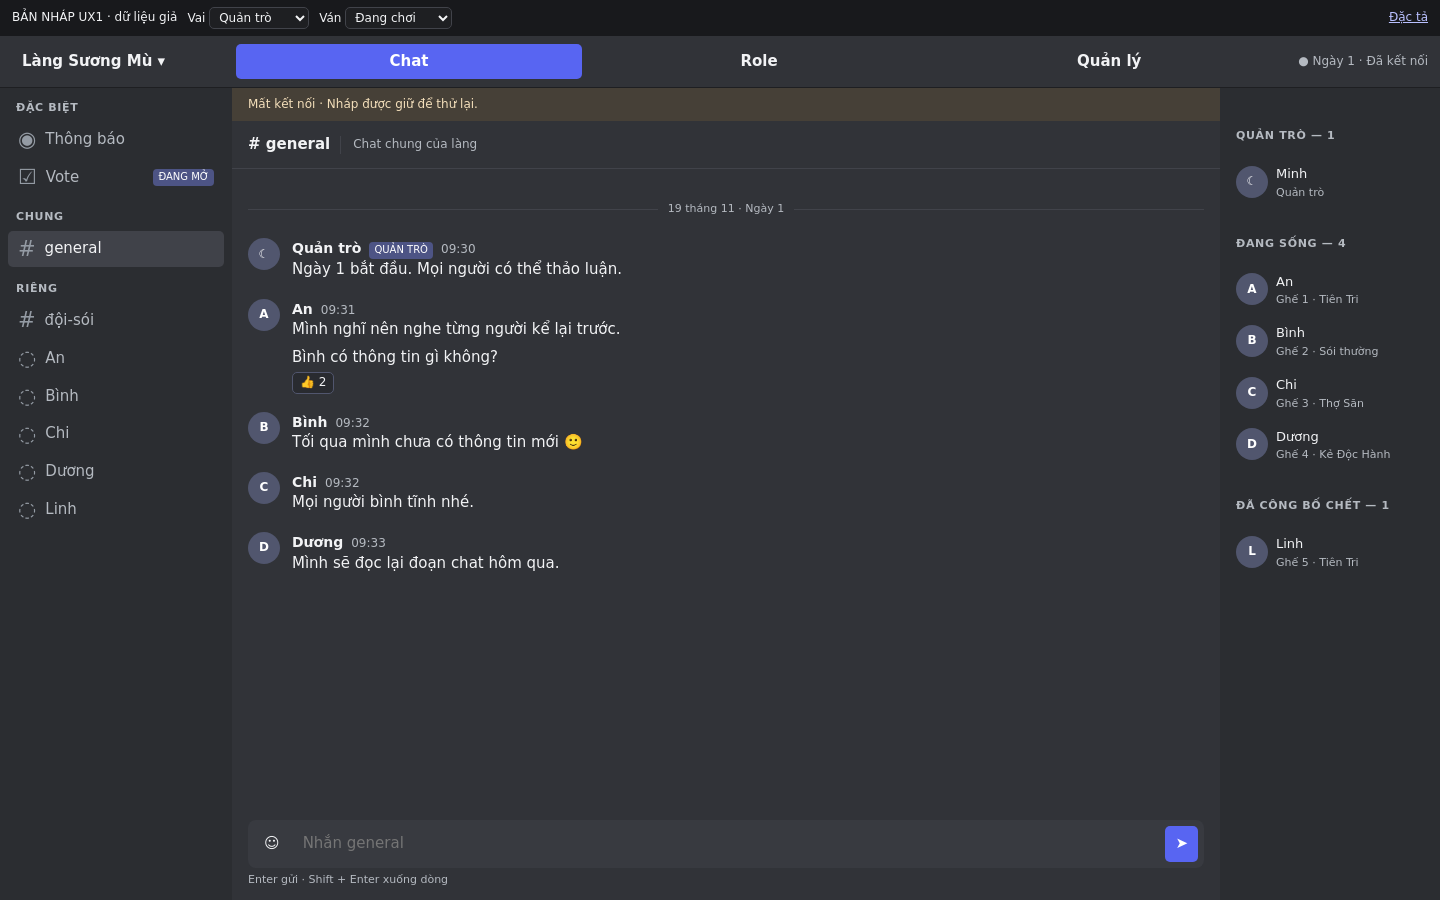 BẢN NHÁP UX1 · dữ liệu giả Vai Quản trò Ván Đang chơi Đặc tả
Làng Sương Mù ▾ Chat Role Quản lý ● Ngày 1 · Đã kết nối
ĐẶC BIỆT
Thông báo
Vote ĐANG MỞ
CHUNG
# general
RIÊNG
# đội-sói
An
Bình
Chi
Dương
Linh
Mất kết nối · Nháp được giữ để thử lại.
# general Chat chung của làng
19 tháng 11 · Ngày 1
Quản trò QUẢN TRÒ 09:30
Ngày 1 bắt đầu. Mọi người có thể thảo luận.
A An 09:31
Mình nghĩ nên nghe từng người kể lại trước.
Bình có thông tin gì không?
👍 2
B Bình 09:32
Tối qua mình chưa có thông tin mới 🙂
C Chi 09:32
Mọi người bình tĩnh nhé.
D Dương 09:33
Mình sẽ đọc lại đoạn chat hôm qua.
☺ Nhắn general ➤
Enter gửi · Shift + Enter xuống dòng
QUẢN TRÒ — 1
Minh
Quản trò
ĐANG SỐNG — 4
A An
Ghế 1 · Tiên Tri
B Bình
Ghế 2 · Sói thường
C Chi
Ghế 3 · Thợ Săn
D Dương
Ghế 4 · Kẻ Độc Hành
ĐÃ CÔNG BỐ CHẾT — 1
L Linh
Ghế 5 · Tiên Tri